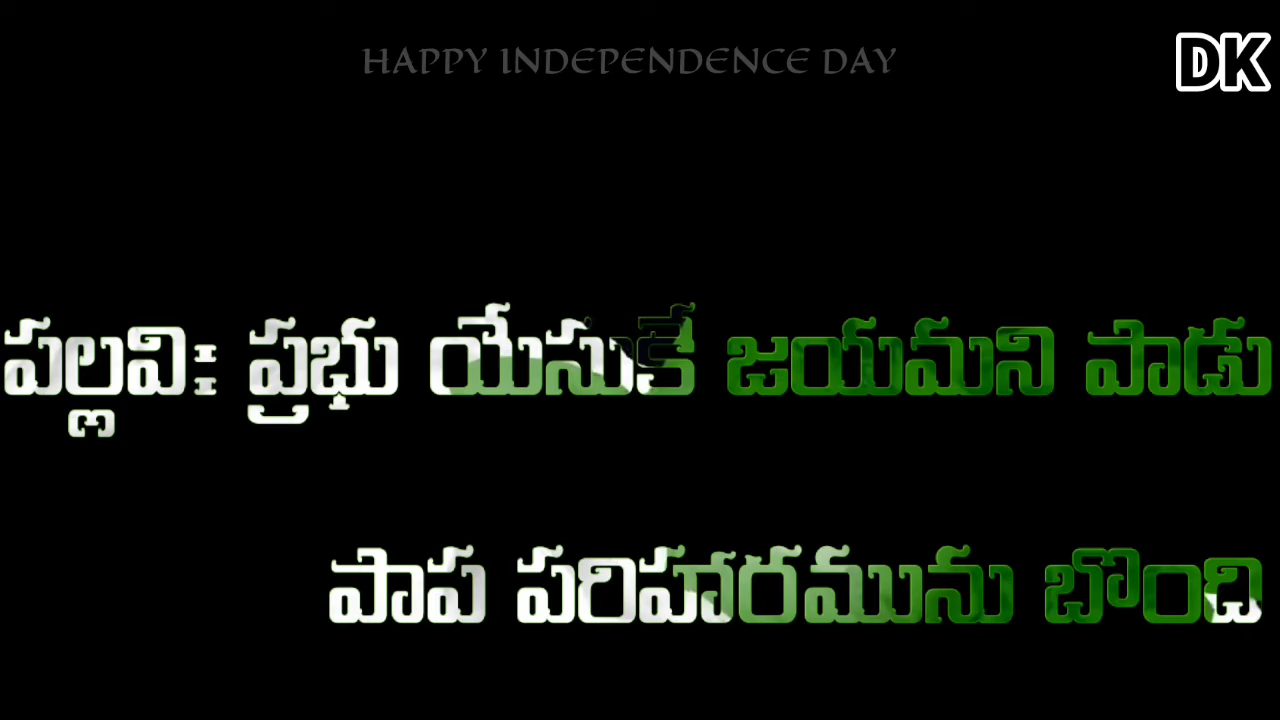 HAPPY INDEPENDENCE DAY
DK
పల్లవి: ప్రభు యేసుకే జయమని పాడు
పాప పరిహారమును బొంది